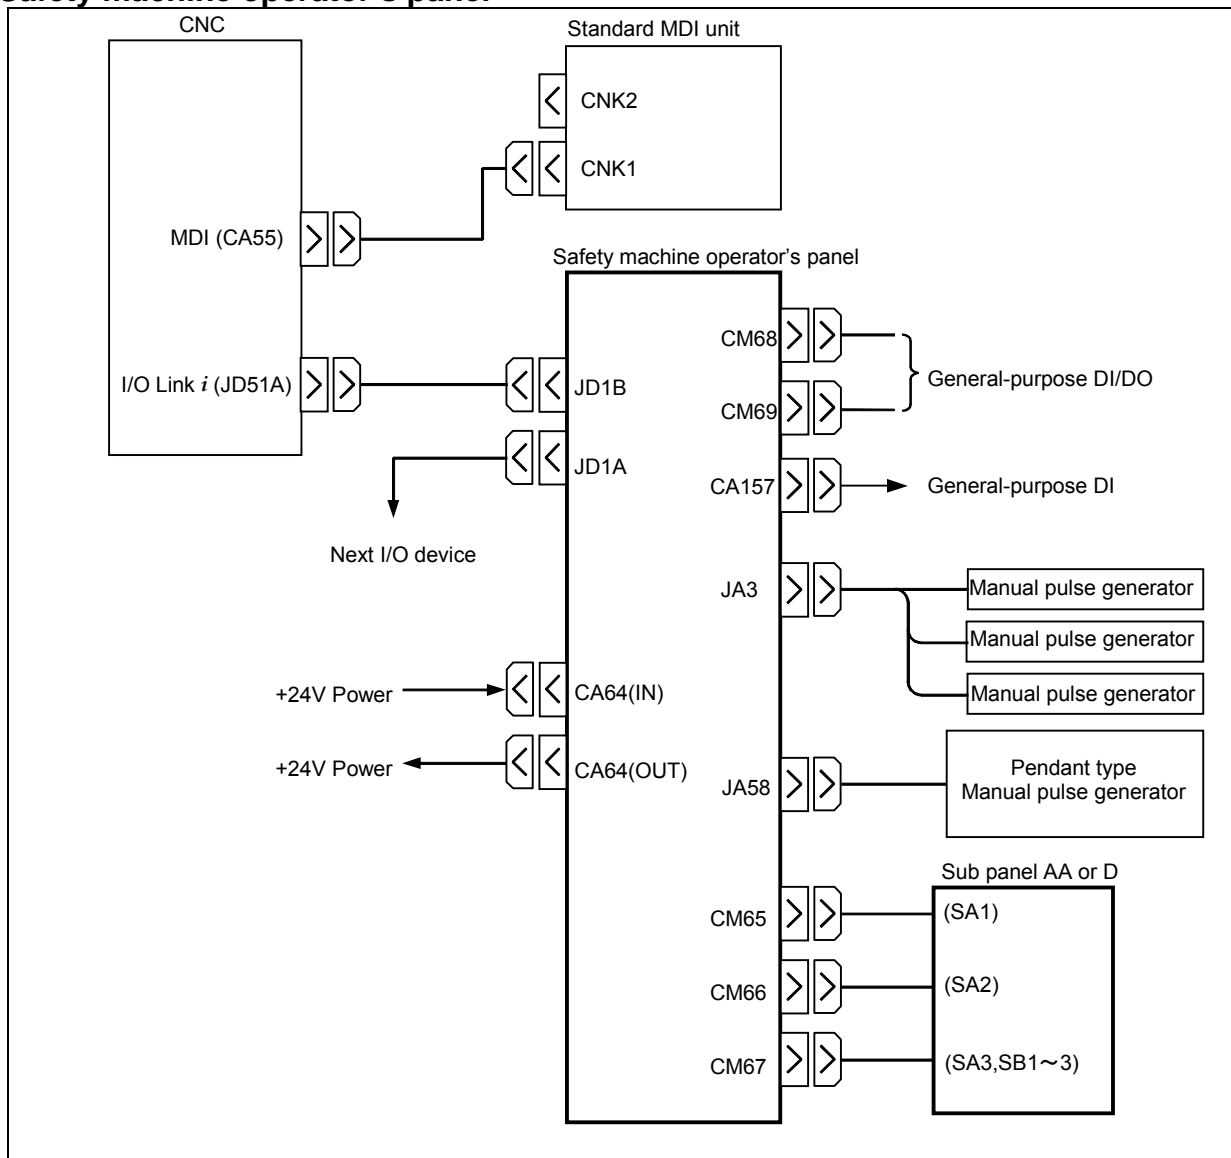 Safety machine operator's panel
CNC
Standard MDI unit
CNK2
CNK1
MDI (CA55)
Safety machine operator's panel
CM68
I/O Link i (JD51A)
JD1B
General-purpose DI/DO
CM69
JD1A
CA157
General-purpose DI
Next I/O device
JA3
Manual pulse generator
Manual pulse generator
Manual pulse generator
+24V Power
CA64(IN)
+24V Power
CA64(OUT)
JA58
Pendant type
Manual pulse generator
Sub panel AA or D
CM65
(SA1)
CM66
(SA2)
CM67
(SA3,SB1～3)